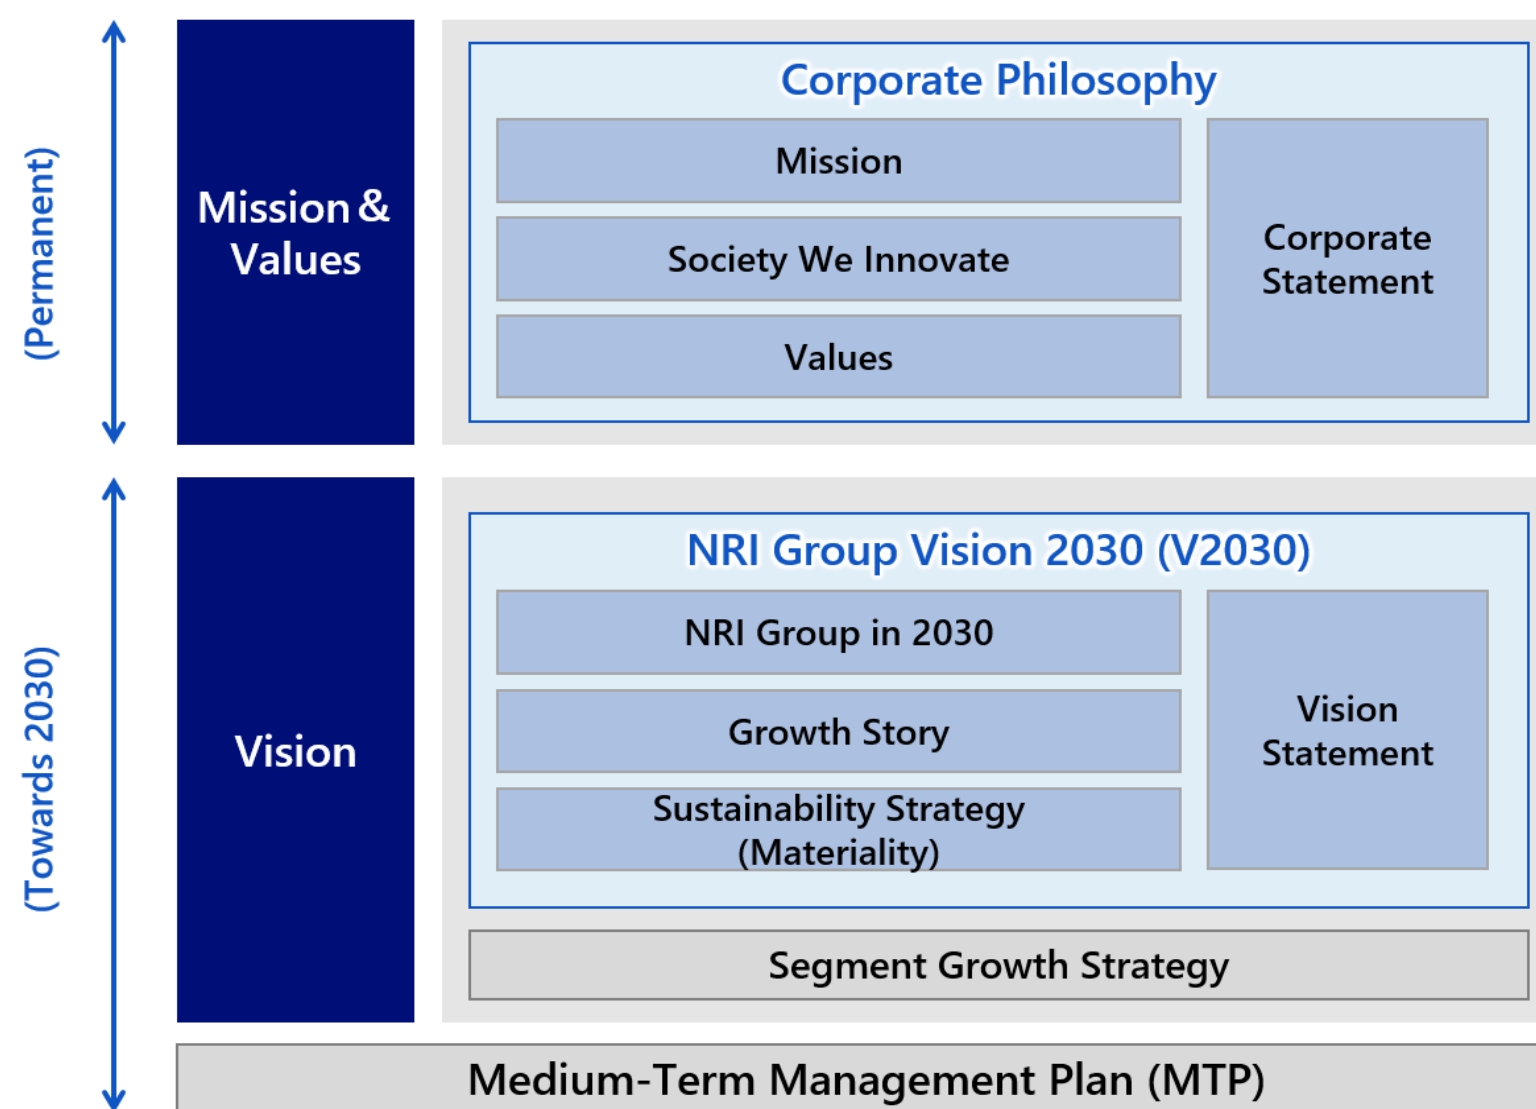 (Permanent)
Mission &
Values
Corporate Philosophy
Mission
Society We Innovate
Values
Corporate
Statement
(Towards 2030)
Vision
NRI Group Vision 2030 (V2030)
NRI Group in 2030
Growth Story
Sustainability Strategy
(Materiality)
Vision
Statement
Segment Growth Strategy
Medium-Term Management Plan (MTP)